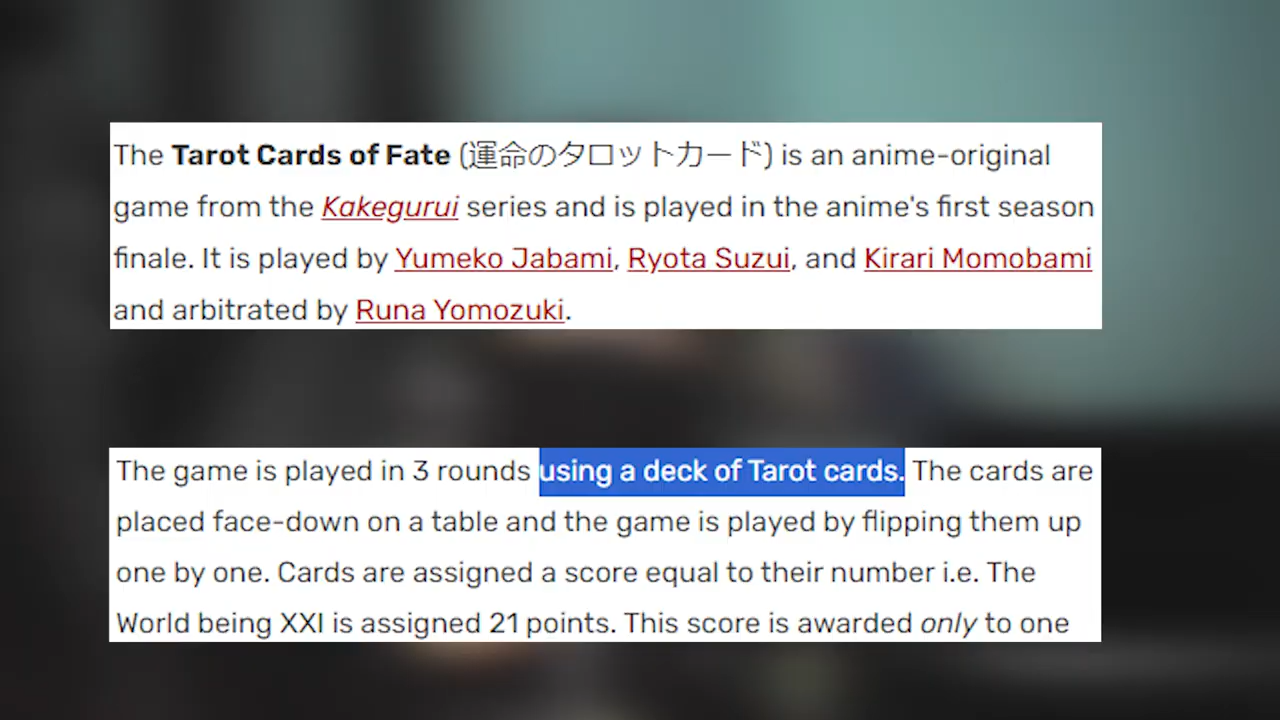 The Tarot Cards of Fate (運命のタロットカード) is an anime-original
game from the Kakegurui series and is played in the anime's first season
finale. It is played by Yumeko Jabami, Ryota Suzui, and Kirari Momobami
and arbitrated by Runa Yomozuki.
The game is played in 3 rounds using a deck of Tarot cards. The cards are
placed face-down on a table and the game is played by flipping them up
one by one. Cards are assigned a score equal to their number i.e. The
World being XXI is assigned 21 points. This score is awarded only to one